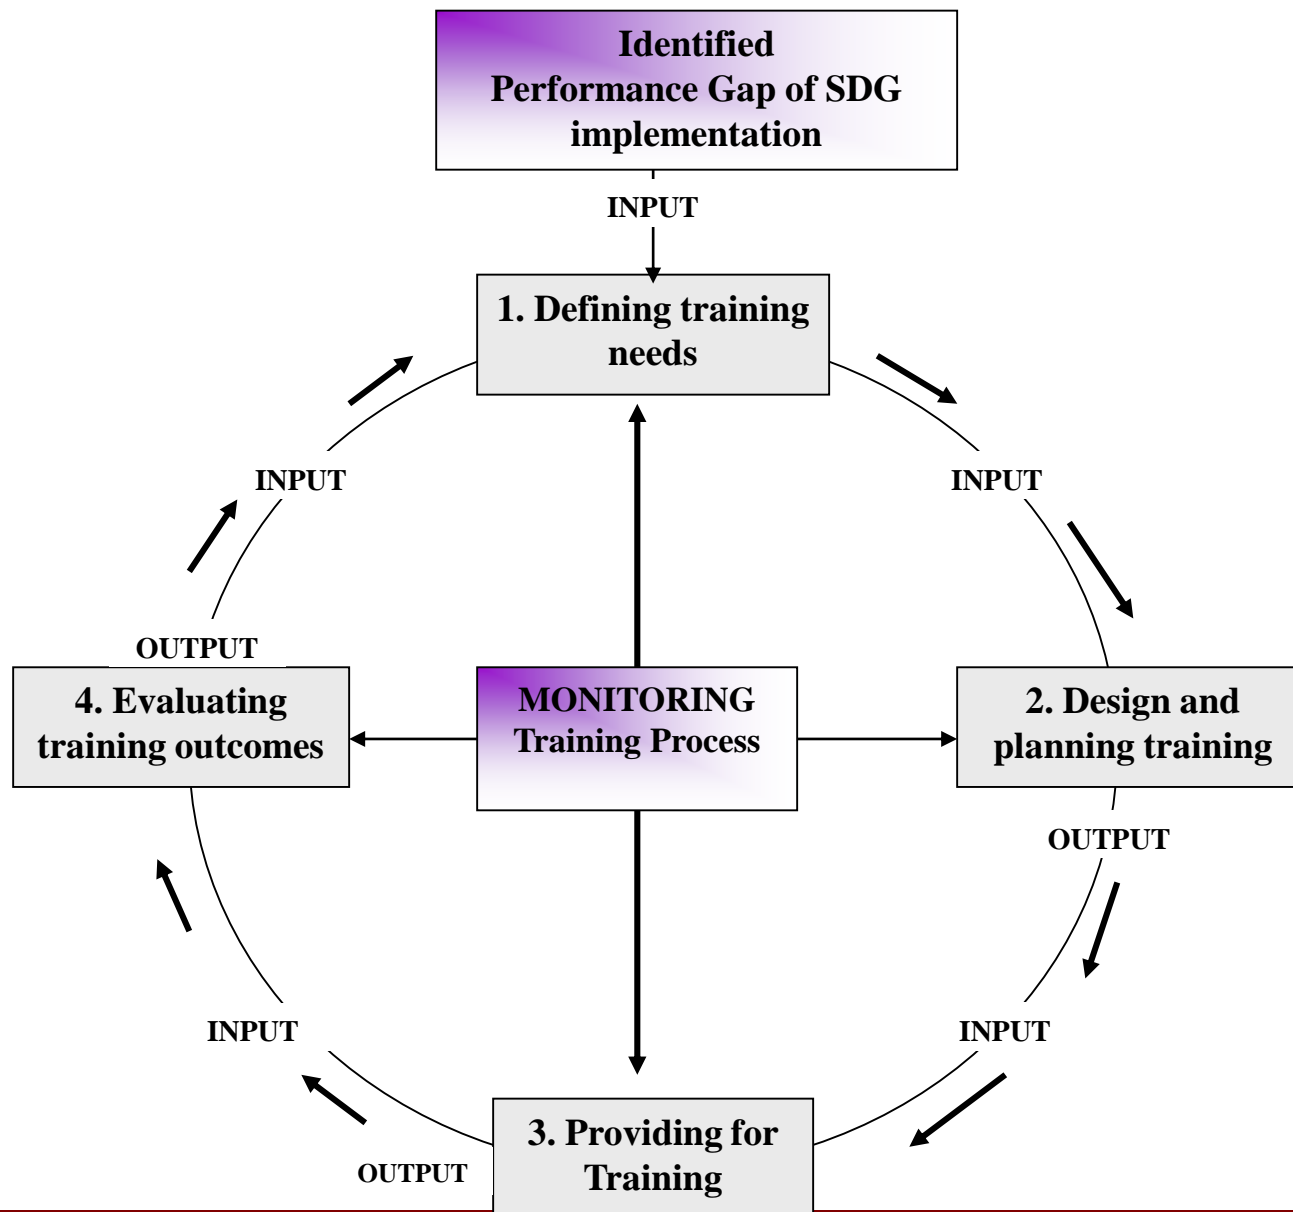 Identified
Performance Gap of SDG
implementation
INPUT
1. Defining training
needs
INPUT
INPUT
OUTPUT
4. Evaluating
training outcomes
MONITORING
Training Process
2. Design and
planning training
OUTPUT
INPUT
INPUT
3. Providing for
Training
OUTPUT